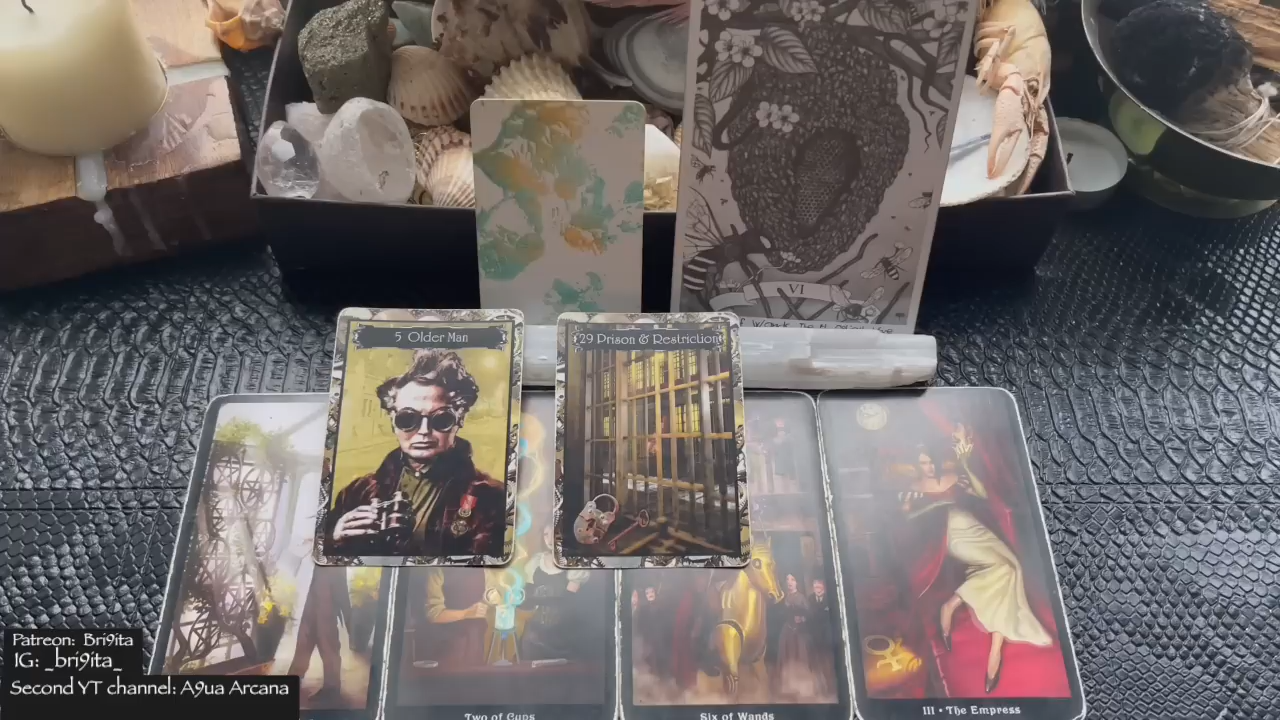 VI
5 Older Man
29 Prison & Restriction
Two of Cups
Six of Wands
III • The Empress
Patreon: Bri9ita
IG: _bri9ita_
Second YT channel: A9ua Arcana